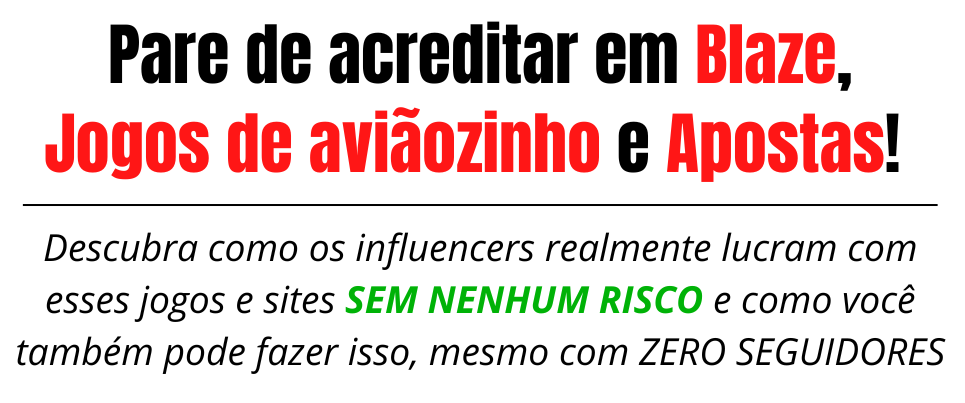 Pare de acreditar em Blaze,
Jogos de aviãozinho e Apostas!
Descubra como os influencers realmente lucram com
esses jogos e sites SEM NENHUM RISCO e como você
também pode fazer isso, mesmo com ZERO SEGUIDORES